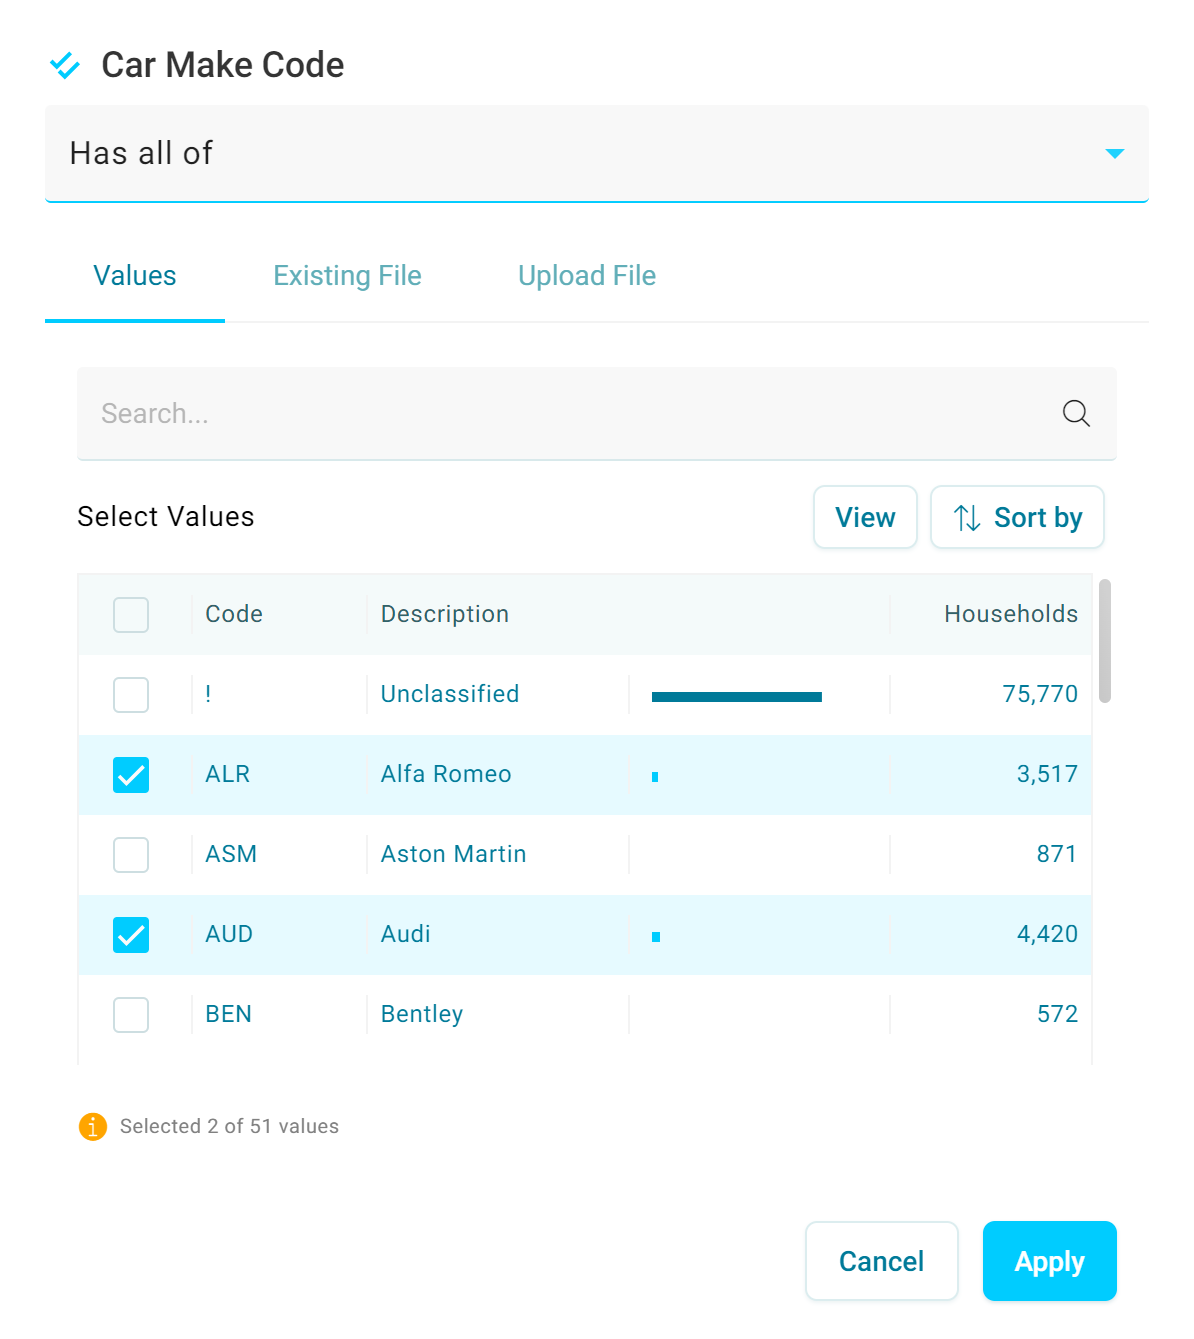 Car Make Code
Has all of
Values Existing File Upload File
Search...
Select Values View Sort by
Code Description Households
! Unclassified 75,770
ALR Alfa Romeo 3,517
ASM Aston Martin 871
AUD Audi 4,420
BEN Bentley 572
Selected 2 of 51 values
Cancel Apply